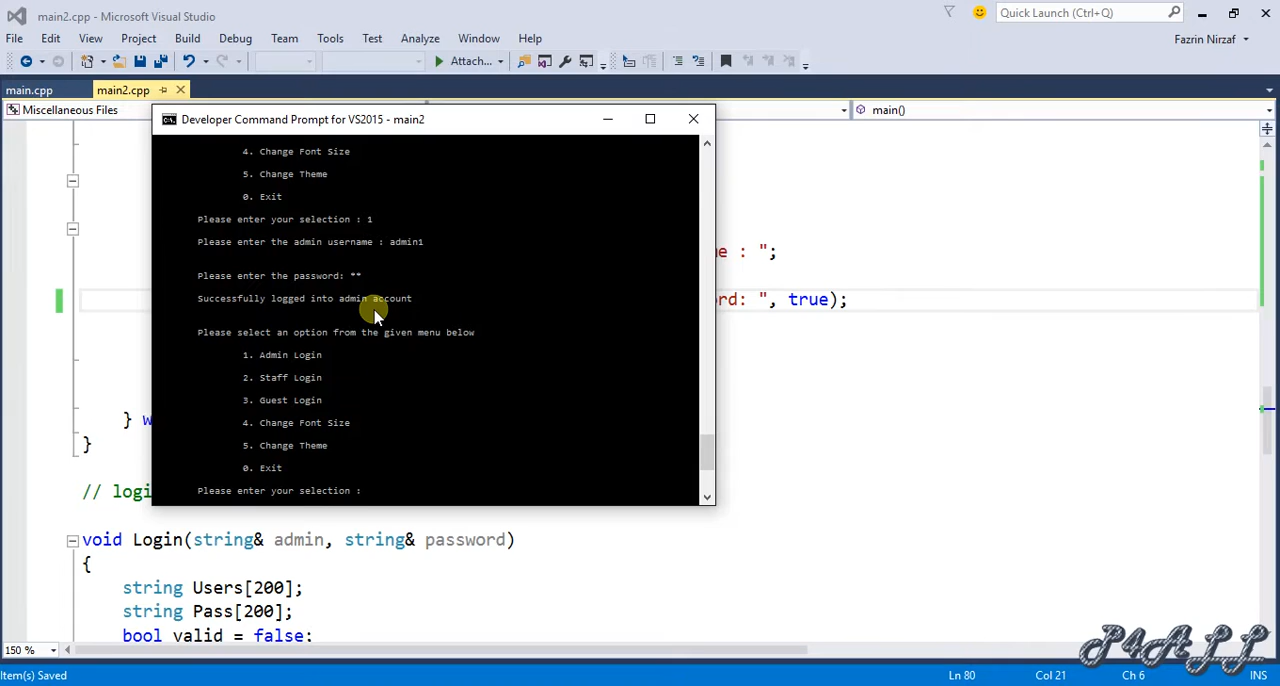 main2.cpp - Microsoft Visual Studio
Quick Launch (Ctrl+Q)
File Edit View Project Build Debug Team Tools Test Analyze Window Help
Fazrin Nirzaf
Attach...
main.cpp
main2.cpp
Miscellaneous Files
main()
Developer Command Prompt for VS2015 - main2
4. Change Font Size
5. Change Theme
0. Exit
Please enter your selection : 1
Please enter the admin username : admin1
e : ";
Please enter the password: **
Successfully logged into admin account
rd: ", true);
Please select an option from the given menu below
1. Admin Login
2. Staff Login
3. Guest Login
4. Change Font Size
} w
5. Change Theme
}
0. Exit
Please enter your selection :
// logi
void Login(string& admin, string& password)
{
string Users[200];
string Pass[200];
bool valid = false;
150 %
P4ALL
Item(s) Saved
Ln 80
Col 21
Ch 6
INS